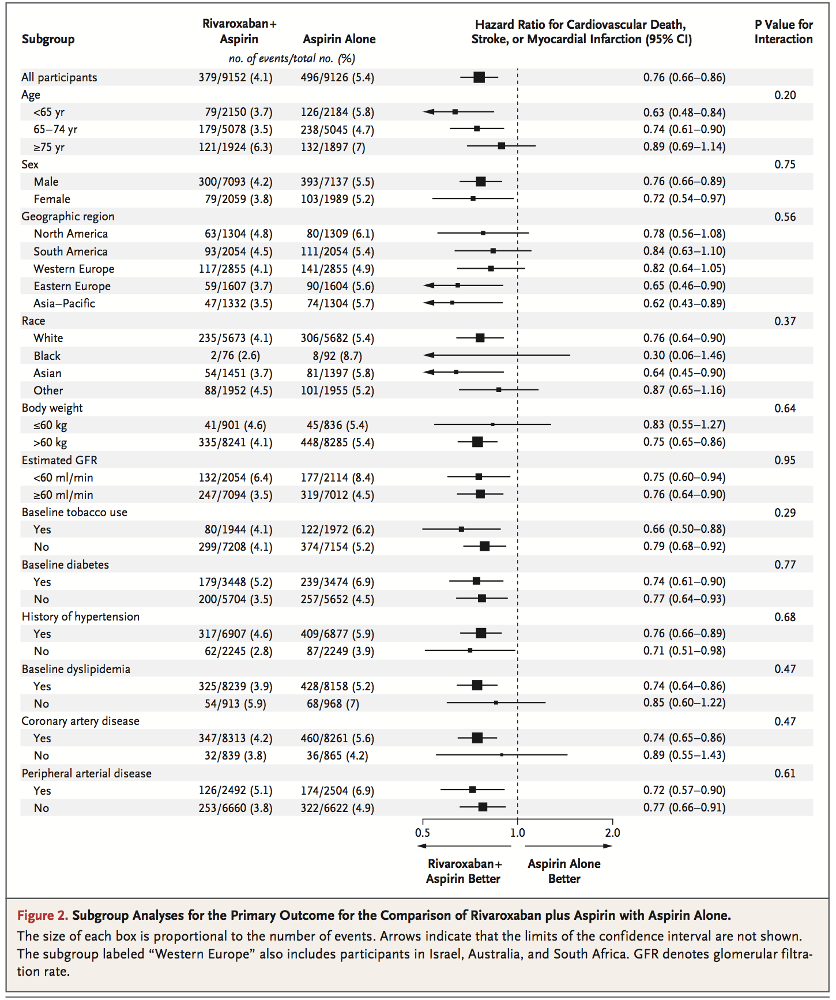 Subgroup Rivaroxaban+ Aspirin Aspirin Alone Hazard Ratio for Cardiovascular Death, Stroke, or Myocardial Infarction (95% CI) P Value for Interaction
no. of events/total no. (%)
All participants 379/9152 (4.1) 496/9126 (5.4) 0.76 (0.66–0.86)
Age 0.20
<65 yr 79/2150 (3.7) 126/2184 (5.8) 0.63 (0.48–0.84)
65–74 yr 179/5078 (3.5) 238/5045 (4.7) 0.74 (0.61–0.90)
≥75 yr 121/1924 (6.3) 132/1897 (7) 0.89 (0.69–1.14)
Sex 0.75
Male 300/7093 (4.2) 393/7137 (5.5) 0.76 (0.66–0.89)
Female 79/2059 (3.8) 103/1989 (5.2) 0.72 (0.54–0.97)
Geographic region 0.56
North America 63/1304 (4.8) 80/1309 (6.1) 0.78 (0.56–1.08)
South America 93/2054 (4.5) 111/2054 (5.4) 0.84 (0.63–1.10)
Western Europe 117/2855 (4.1) 141/2855 (4.9) 0.82 (0.64–1.05)
Eastern Europe 59/1607 (3.7) 90/1604 (5.6) 0.65 (0.46–0.90)
Asia–Pacific 47/1332 (3.5) 74/1304 (5.7) 0.62 (0.43–0.89)
Race 0.37
White 235/5673 (4.1) 306/5682 (5.4) 0.76 (0.64–0.90)
Black 2/76 (2.6) 8/92 (8.7) 0.30 (0.06–1.46)
Asian 54/1451 (3.7) 81/1397 (5.8) 0.64 (0.45–0.90)
Other 88/1952 (4.5) 101/1955 (5.2) 0.87 (0.65–1.16)
Body weight 0.64
≤60 kg 41/901 (4.6) 45/836 (5.4) 0.83 (0.55–1.27)
>60 kg 335/8241 (4.1) 448/8285 (5.4) 0.75 (0.65–0.86)
Estimated GFR 0.95
<60 ml/min 132/2054 (6.4) 177/2114 (8.4) 0.75 (0.60–0.94)
≥60 ml/min 247/7094 (3.5) 319/7012 (4.5) 0.76 (0.64–0.90)
Baseline tobacco use 0.29
Yes 80/1944 (4.1) 122/1972 (6.2) 0.66 (0.50–0.88)
No 299/7208 (4.1) 374/7154 (5.2) 0.79 (0.68–0.92)
Baseline diabetes 0.77
Yes 179/3448 (5.2) 239/3474 (6.9) 0.74 (0.61–0.90)
No 200/5704 (3.5) 257/5652 (4.5) 0.77 (0.64–0.93)
History of hypertension 0.68
Yes 317/6907 (4.6) 409/6877 (5.9) 0.76 (0.66–0.89)
No 62/2245 (2.8) 87/2249 (3.9) 0.71 (0.51–0.98)
Baseline dyslipidemia 0.47
Yes 325/8239 (3.9) 428/8158 (5.2) 0.74 (0.64–0.86)
No 54/913 (5.9) 68/968 (7) 0.85 (0.60–1.22)
Coronary artery disease 0.47
Yes 347/8313 (4.2) 460/8261 (5.6) 0.74 (0.65–0.86)
No 32/839 (3.8) 36/865 (4.2) 0.89 (0.55–1.43)
Peripheral arterial disease 0.61
Yes 126/2492 (5.1) 174/2504 (6.9) 0.72 (0.57–0.90)
No 253/6660 (3.8) 322/6622 (4.9) 0.77 (0.66–0.91)
0.5 1.0 2.0
Rivaroxaban+ Aspirin Better Aspirin Alone Better
Figure 2. Subgroup Analyses for the Primary Outcome for the Comparison of Rivaroxaban plus Aspirin with Aspirin Alone.
The size of each box is proportional to the number of events. Arrows indicate that the limits of the confidence interval are not shown.
The subgroup labeled “Western Europe” also includes participants in Israel, Australia, and South Africa. GFR denotes glomerular filtra-
tion rate.